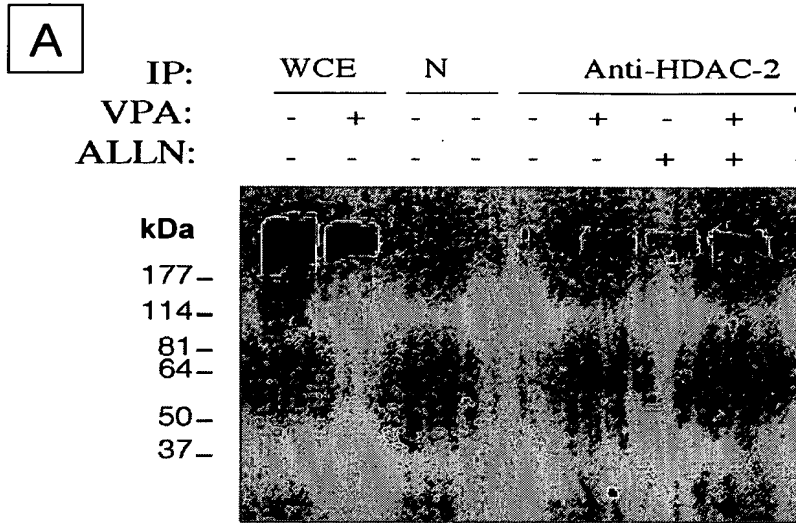 A
IP: WCE N Anti-HDAC-2
VPA: - + - - - + - + 
ALLN: - - - - - - + +
kDa
177
114
81
64
50
37